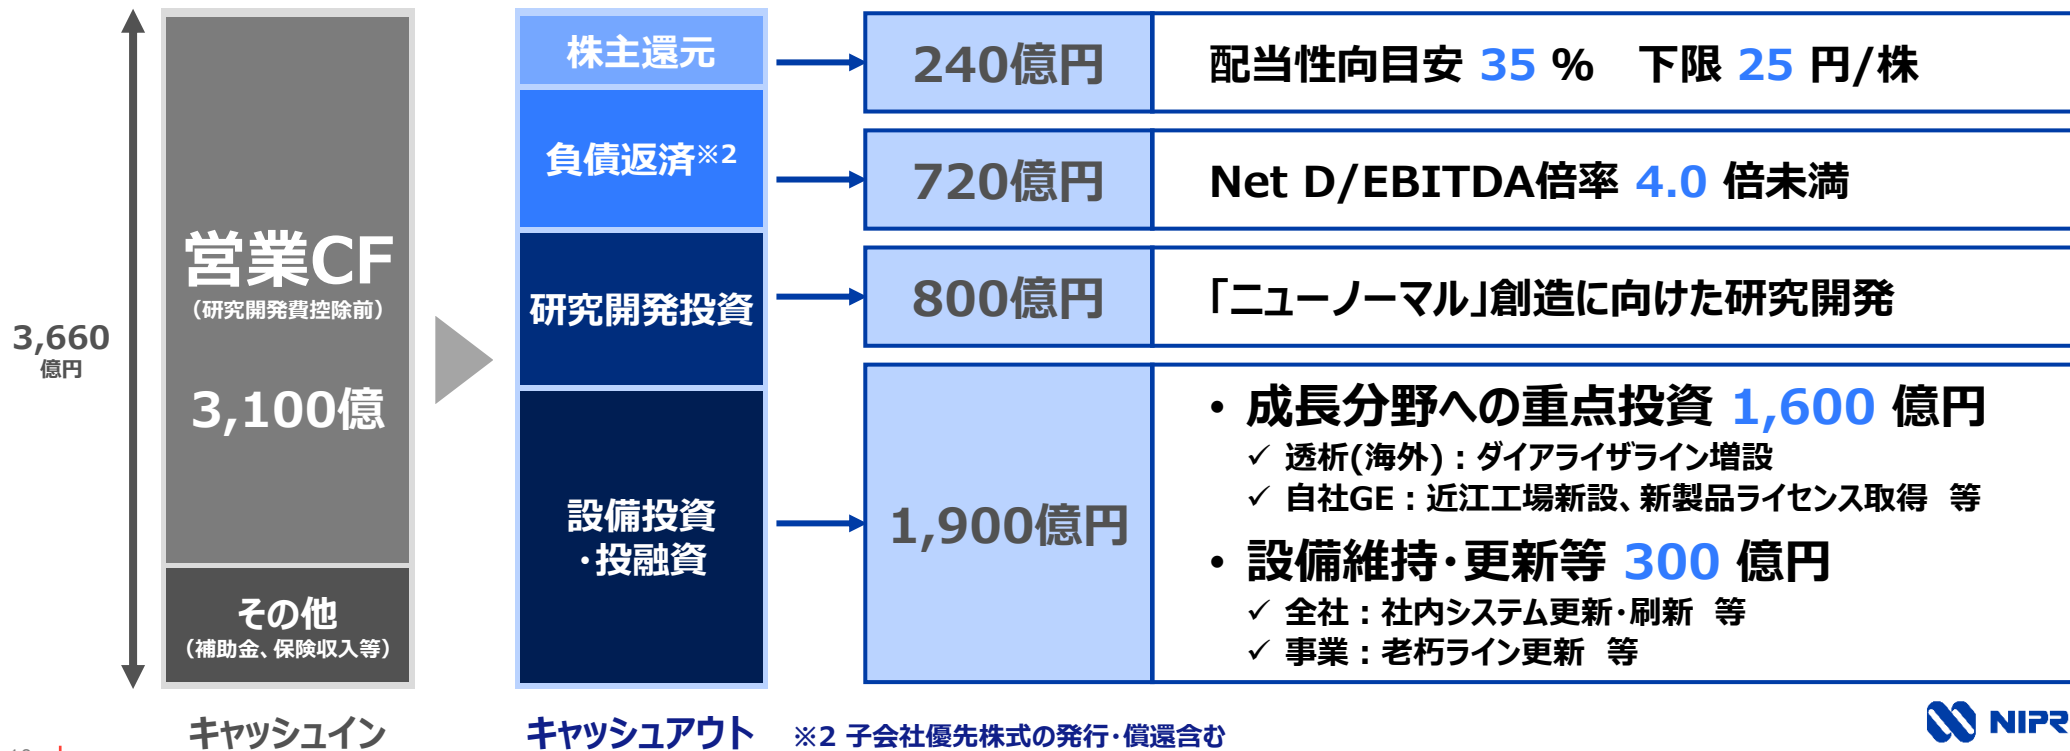 3,660
億円
営業CF
（研究開発費控除前）
3,100億
その他
（補助金、保険収入等）
キャッシュイン
株主還元
負債返済※2
研究開発投資
設備投資
・投融資
キャッシュアウト
240億円
配当性向目安 35 %　下限 25 円/株
720億円
Net D/EBITDA倍率 4.0 倍未満
800億円
「ニューノーマル」創造に向けた研究開発
1,900億円
• 成長分野への重点投資 1,600 億円
✓ 透析(海外)：ダイアライザライン増設
✓ 自社GE：近江工場新設、新製品ライセンス取得 等
• 設備維持・更新等 300 億円
✓ 全社：社内システム更新・刷新 等
✓ 事業：老朽ライン更新 等
※2 子会社優先株式の発行・償還含む